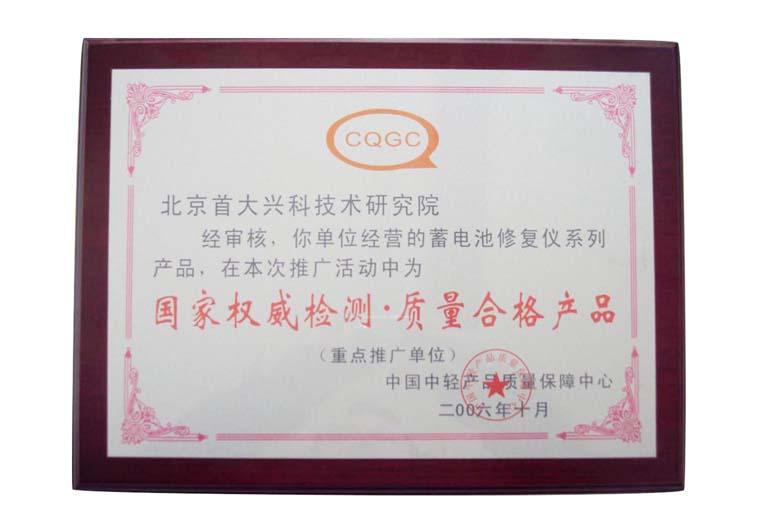 CQGC
北京首大兴科技术研究院
经审核，你单位经营的蓄电池修复仪系列
产品，在本次推广活动中为
国家权威检测·质量合格产品
（重点推广单位）
中国中轻产品质量保障中心
二00六年十月